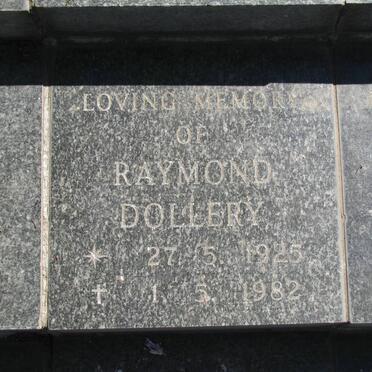 LOVING MEMORY
OF
RAYMOND
DOLLERY
* 27. 5. 1925
† 1. 5. 1982